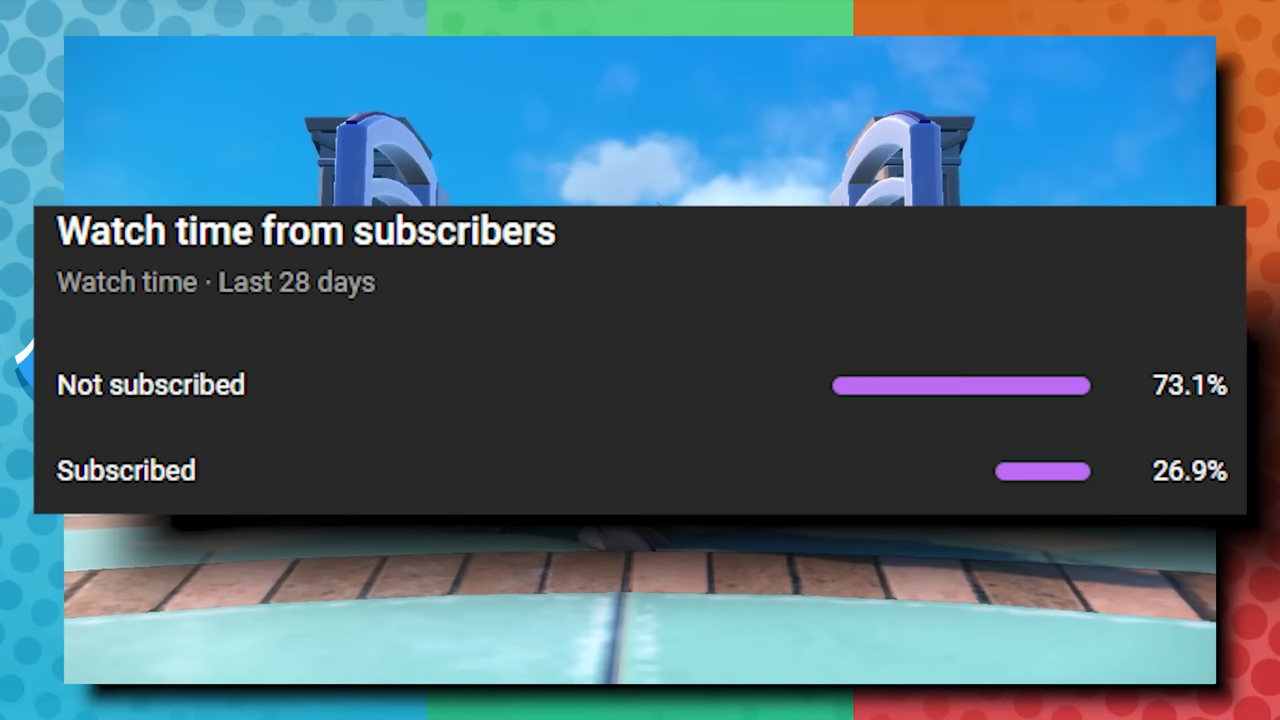 Watch time from subscribers
Watch time · Last 28 days
Not subscribed 73.1%
Subscribed 26.9%